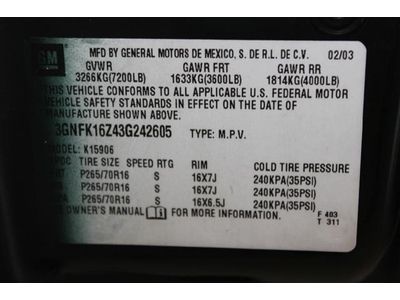 GM
MFD BY GENERAL MOTORS DE MEXICO, S. DE R.L. DE C.V. 02/03
GVWR GAWR FRT GAWR RR
3266KG(7200LB) 1633KG(3600LB) 1814KG(4000LB)
THIS VEHICLE CONFORMS TO ALL APPLICABLE U.S. FEDERAL MOTOR
VEHICLE SAFETY AND THEFT PREVENTION STANDARDS IN EFFECT ON THE DATE OF
MANUFACTURE SHOWN ABOVE.
3GNFK16Z43G242605 TYPE: M.P.V.
MODEL: K15906
TIRE SIZE SPEED RTG RIM COLD TIRE PRESSURE
P265/70R16 S 16X7J 240KPA(35PSI)
P265/70R16 S 16X7J 240KPA(35PSI)
P265/70R16 S 16X6.5J 240KPA(35PSI)
OWNER'S MANUAL FOR MORE INFORMATION. F 403
T 311